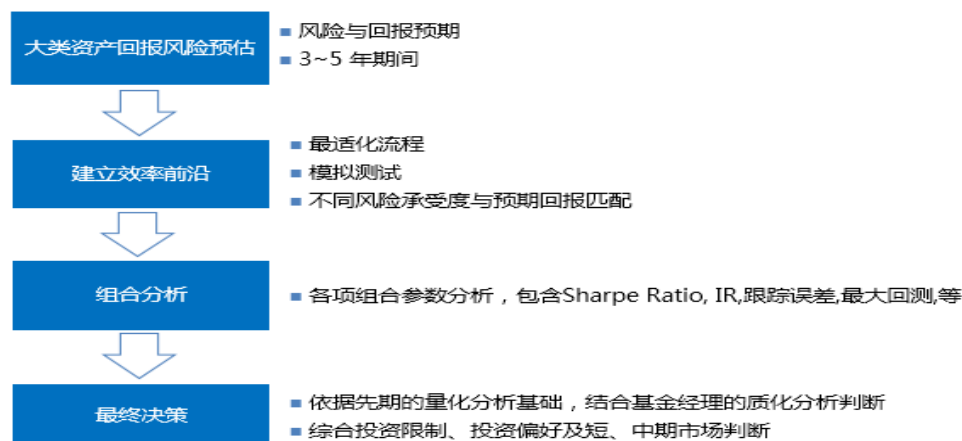 大类资产回报风险预估
■ 风险与回报预期
■ 3~5 年期间
建立效率前沿
■ 最适化流程
■ 模拟测试
■ 不同风险承受度与预期回报匹配
组合分析
■ 各项组合参数分析，包含Sharpe Ratio, IR,跟踪误差,最大回测,等
最终决策
■ 依据先期的量化分析基础，结合基金经理的质化分析判断
■ 综合投资限制、投资偏好及短、中期市场判断